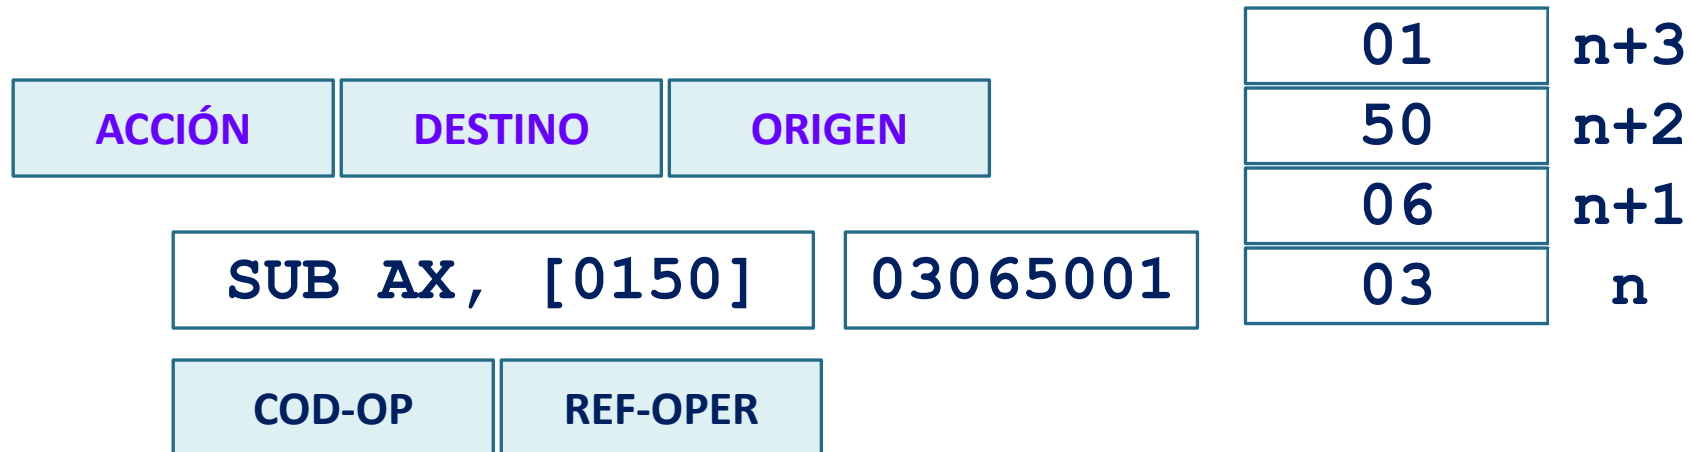 ACCIÓN DESTINO ORIGEN
SUB AX, [0150] 03065001
COD-OP REF-OPER
01 n+3
50 n+2
06 n+1
03 n